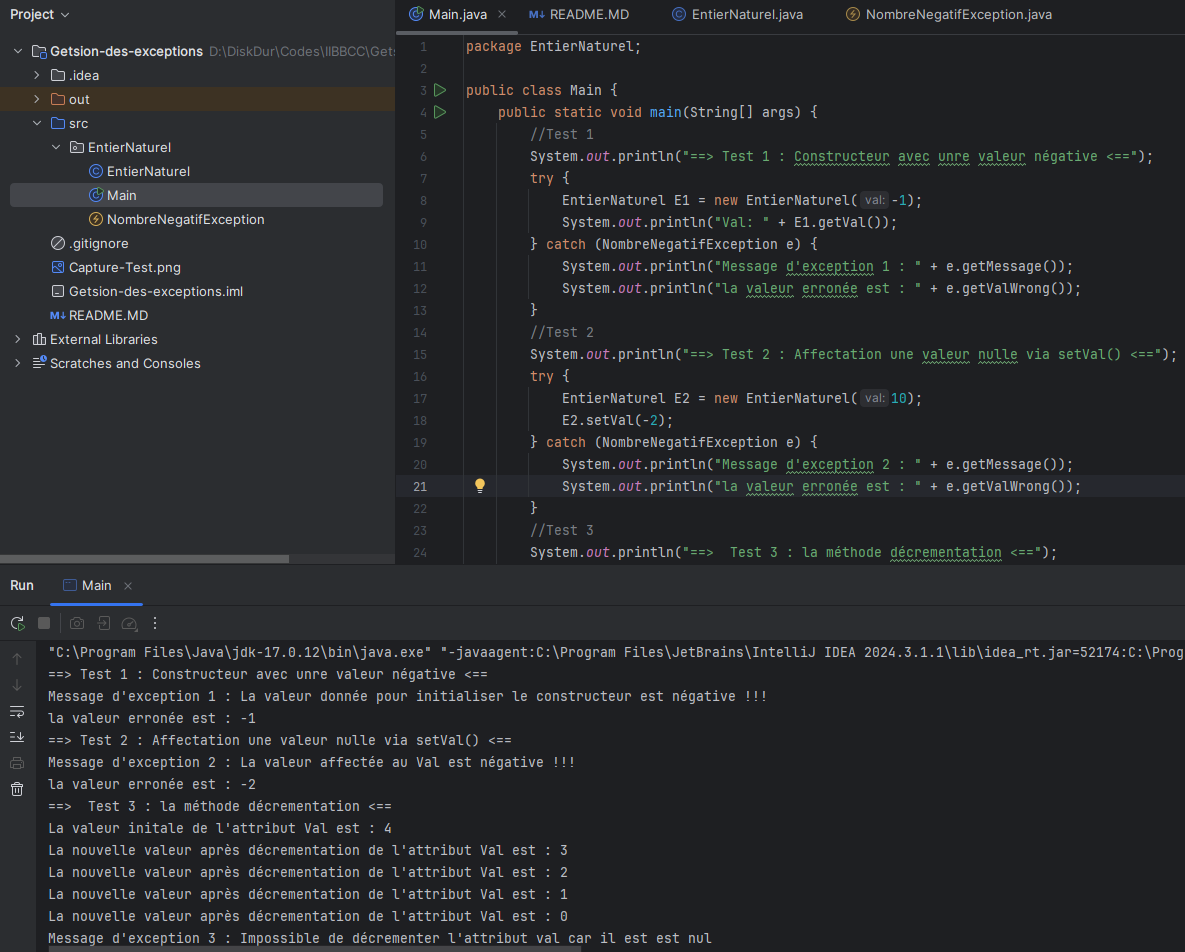 Project
Getsion-des-exceptions D:\DiskDur\Codes\IIBBCC\Gets
.idea
out
src
EntierNaturel
EntierNaturel
Main
NombreNegatifException
.gitignore
Capture-Test.png
Getsion-des-exceptions.iml
README.MD
External Libraries
Scratches and Consoles
Main.java README.MD EntierNaturel.java NombreNegatifException.java
1 package EntierNaturel;
2
3 public class Main {
4 public static void main(String[] args) {
5 //Test 1
6 System.out.println("==> Test 1 : Constructeur avec unre valeur négative <==");
7 try {
8 EntierNaturel E1 = new EntierNaturel( val: -1);
9 System.out.println("Val: " + E1.getVal());
10 } catch (NombreNegatifException e) {
11 System.out.println("Message d'exception 1 : " + e.getMessage());
12 System.out.println("la valeur erronée est : " + e.getValWrong());
13 }
14 //Test 2
15 System.out.println("==> Test 2 : Affectation une valeur nulle via setVal() <==");
16 try {
17 EntierNaturel E2 = new EntierNaturel( val: 10);
18 E2.setVal(-2);
19 } catch (NombreNegatifException e) {
20 System.out.println("Message d'exception 2 : " + e.getMessage());
21 System.out.println("la valeur erronée est : " + e.getValWrong());
22 }
23 //Test 3
24 System.out.println("==>  Test 3 : la méthode décrementation <==");
Run Main
"C:\Program Files\Java\jdk-17.0.12\bin\java.exe" "-javaagent:C:\Program Files\JetBrains\IntelliJ IDEA 2024.3.1.1\lib\idea_rt.jar=52174:C:\Prog
==> Test 1 : Constructeur avec unre valeur négative <==
Message d'exception 1 : La valeur donnée pour initialiser le constructeur est négative !!!
la valeur erronée est : -1
==> Test 2 : Affectation une valeur nulle via setVal() <==
Message d'exception 2 : La valeur affectée au Val est négative !!!
la valeur erronée est : -2
==>  Test 3 : la méthode décrementation <==
La valeur initale de l'attribut Val est : 4
La nouvelle valeur après décrementation de l'attribut Val est : 3
La nouvelle valeur après décrementation de l'attribut Val est : 2
La nouvelle valeur après décrementation de l'attribut Val est : 1
La nouvelle valeur après décrementation de l'attribut Val est : 0
Message d'exception 3 : Impossible de décrementer l'attribut val car il est est nul